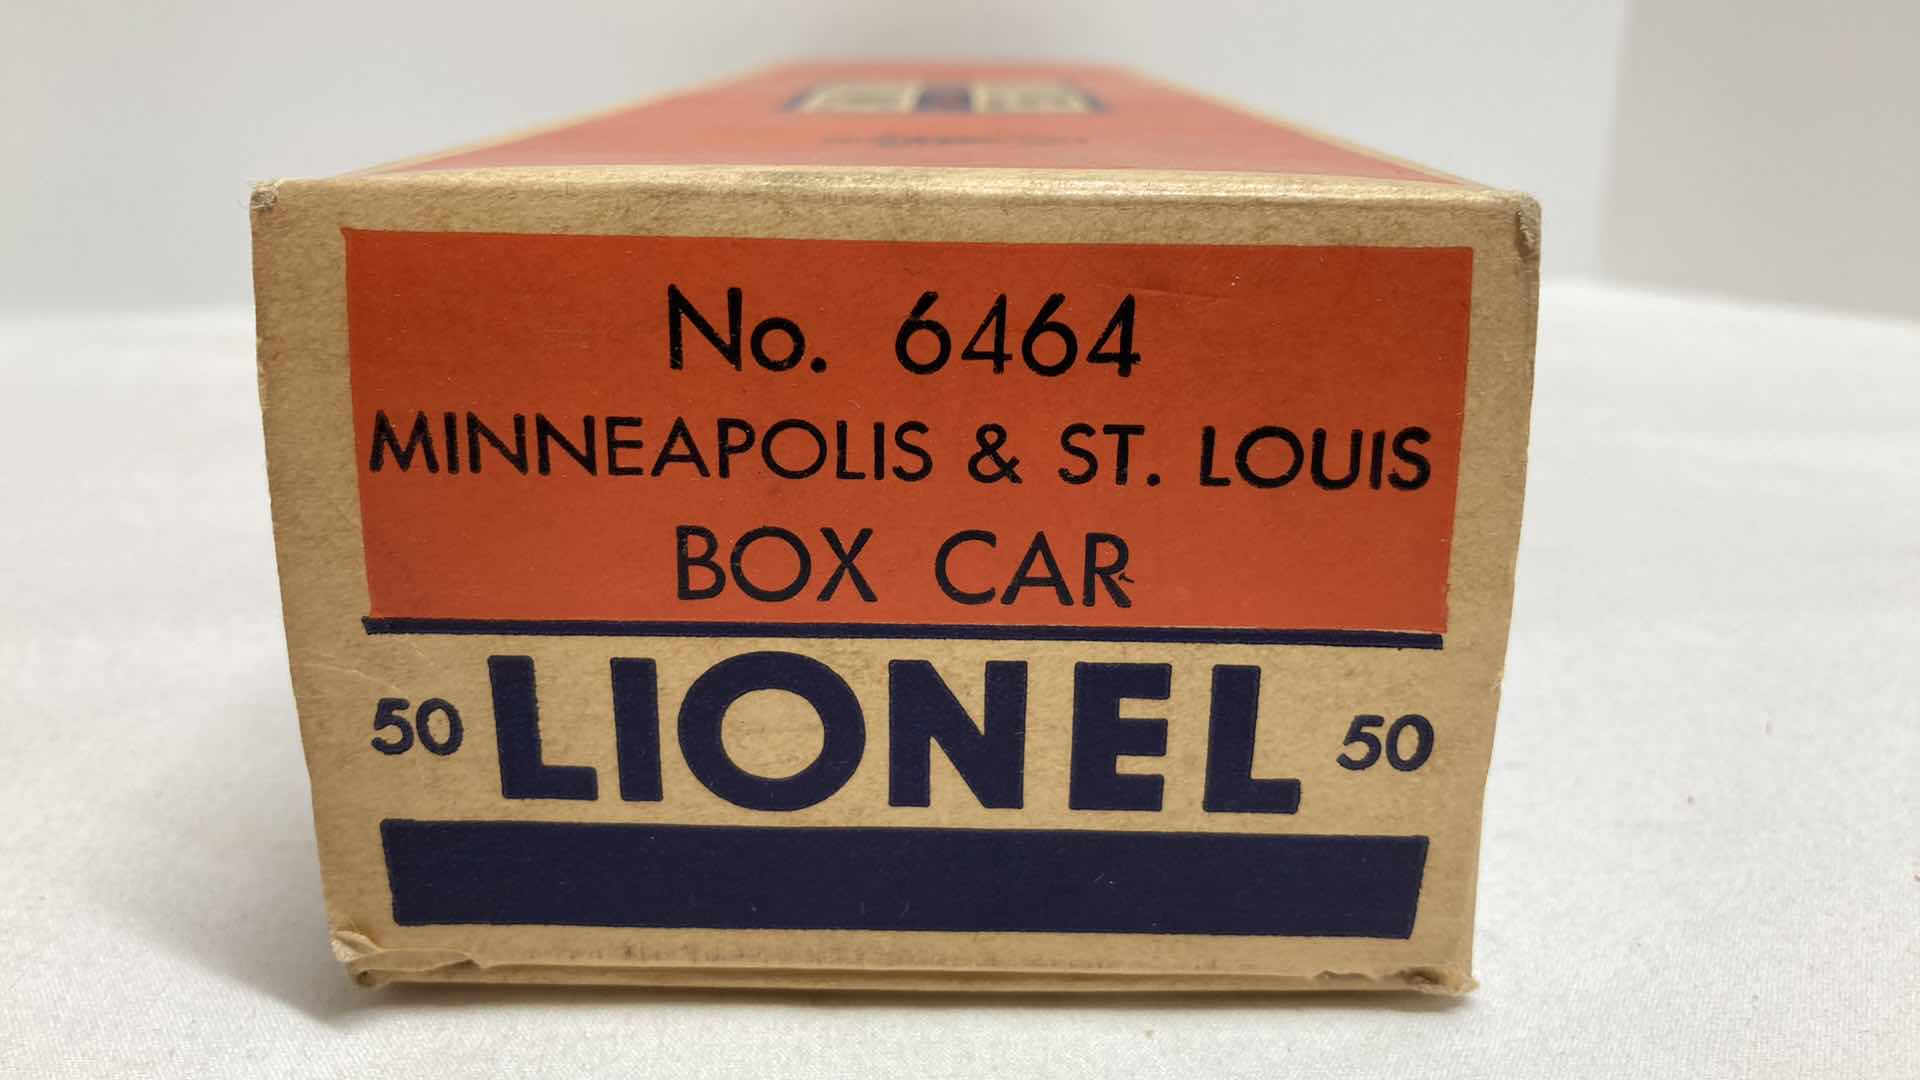 No. 6464
MINNEAPOLIS & ST. LOUIS
BOX CAR
50 LIONEL 50